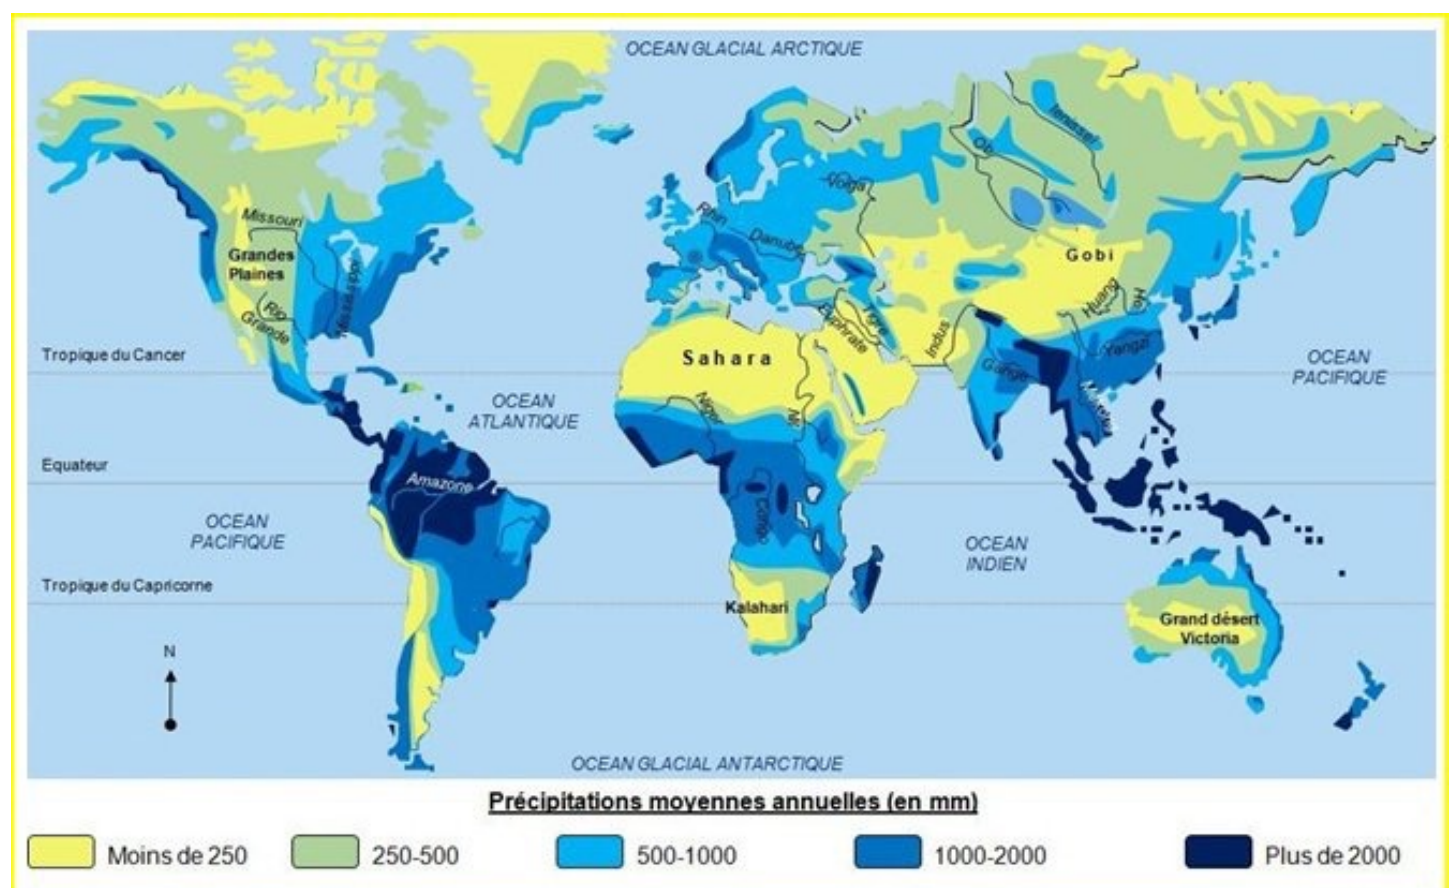 OCEAN GLACIAL ARCTIQUE
Ienisseï
Ob
Volga
Missouri
Rhin
Danube
Grandes
Plaines
Gobi
Mississippi
Huang
He
Rio
Grande
Tigre
Euphrate
Indus
Yangzi
Tropique du Cancer
Sahara
OCEAN
PACIFIQUE
Gange
OCEAN
ATLANTIQUE
Niger
Nil
Mékong
Equateur
Amazone
Congo
OCEAN
PACIFIQUE
OCEAN
INDIEN
Tropique du Capricorne
Kalahari
Grand désert
Victoria
N
OCEAN GLACIAL ANTARCTIQUE
Précipitations moyennes annuelles (en mm)
Moins de 250
250-500
500-1000
1000-2000
Plus de 2000